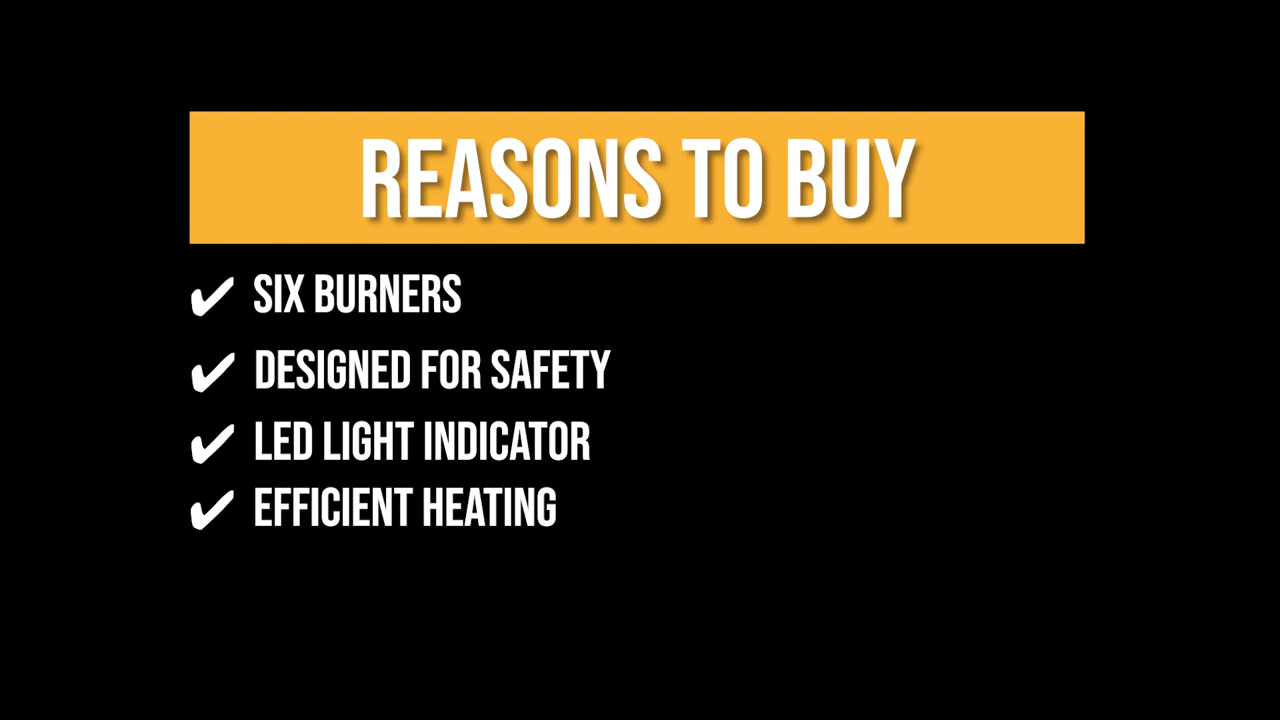 REASONS TO BUY
✔ SIX BURNERS
✔ DESIGNED FOR SAFETY
✔ LED LIGHT INDICATOR
✔ EFFICIENT HEATING